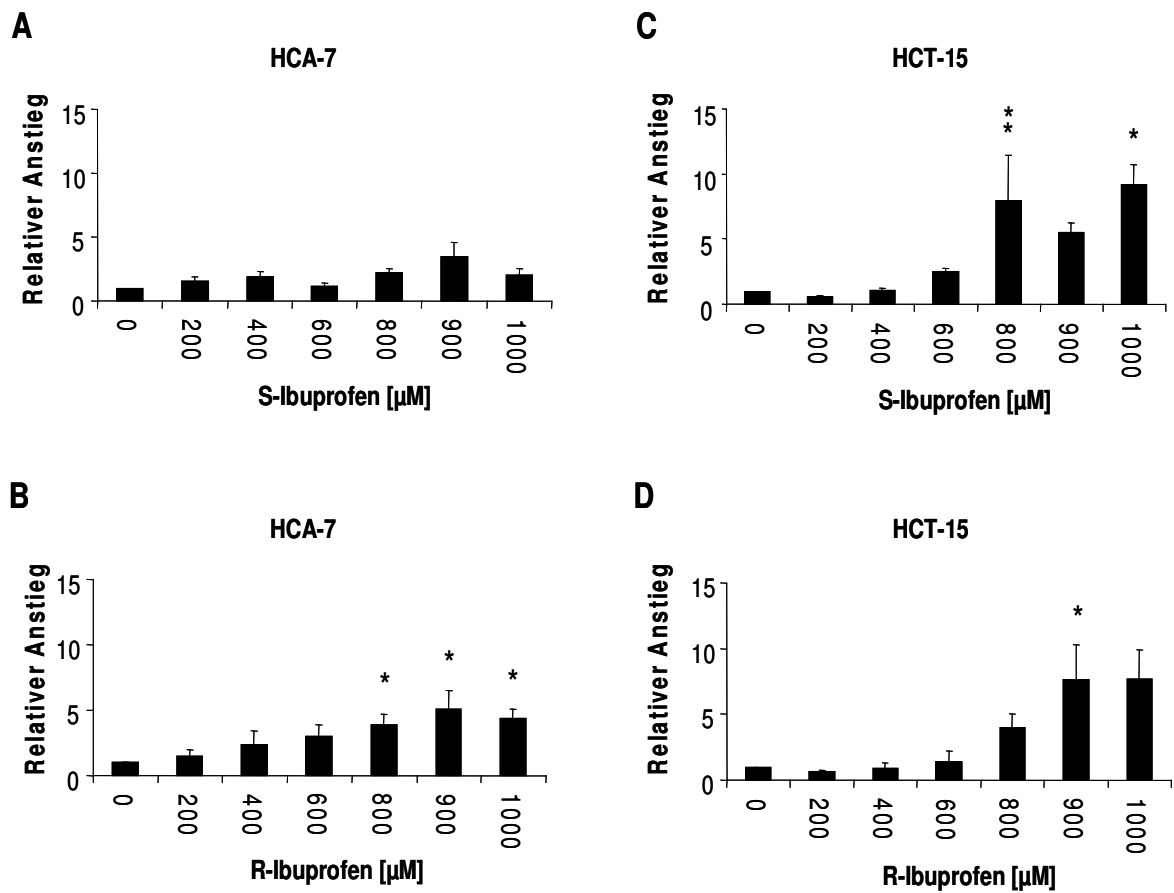 A
HCA-7
Relativer Anstieg
15
10
5
0
0 200 400 600 800 900 1000
S-Ibuprofen [µM]
C
HCT-15
Relativer Anstieg
15
10
5
0
*
*
*
0 200 400 600 800 900 1000
S-Ibuprofen [µM]
B
HCA-7
Relativer Anstieg
15
10
5
0
* * *
0 200 400 600 800 900 1000
R-Ibuprofen [µM]
D
HCT-15
Relativer Anstieg
15
10
5
0
*
0 200 400 600 800 900 1000
R-Ibuprofen [µM]